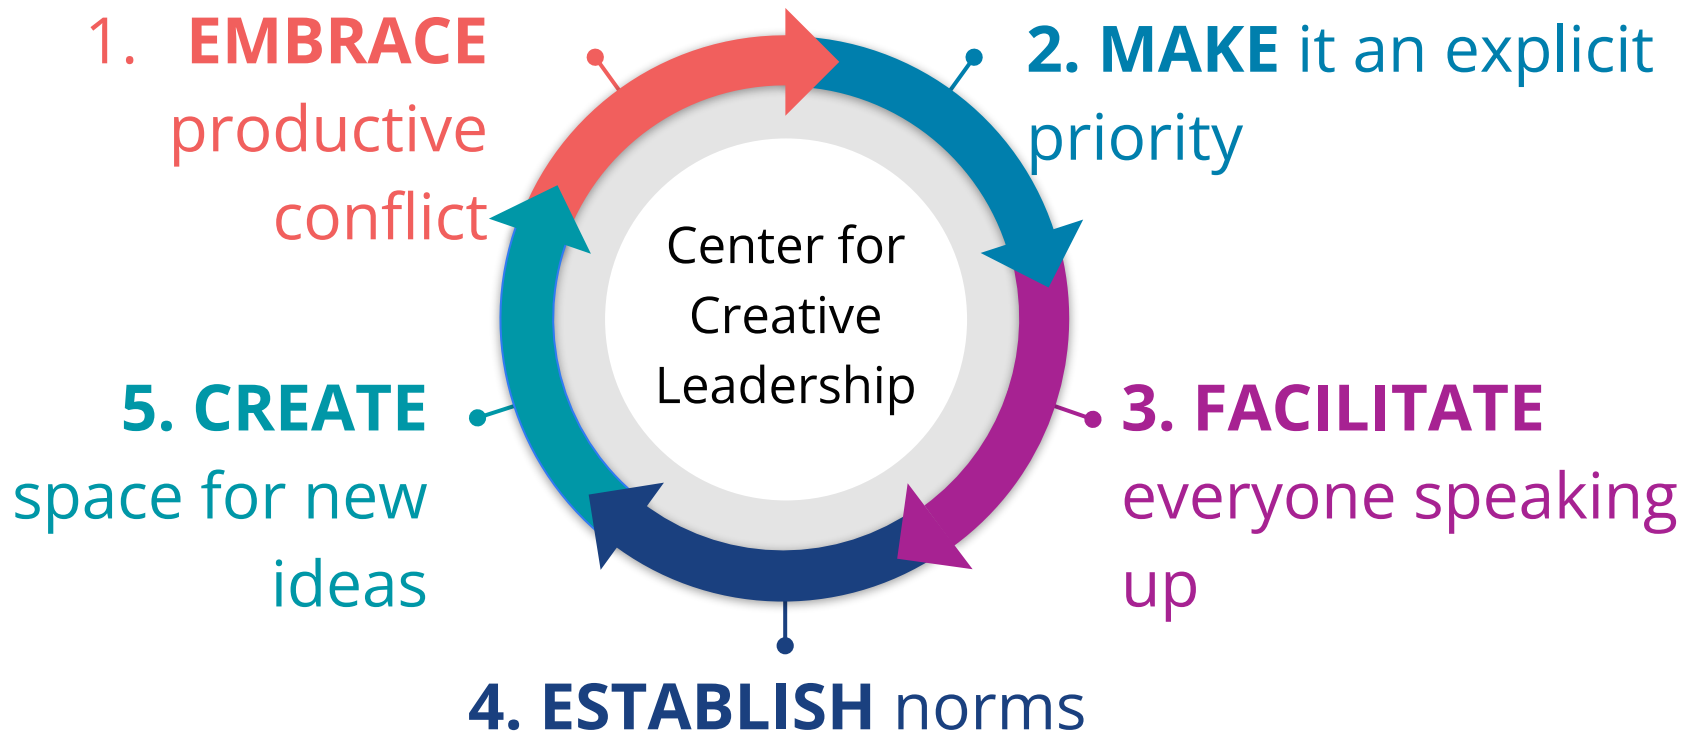 1. EMBRACE
productive
conflict
2. MAKE it an explicit
priority
3. FACILITATE
everyone speaking
up
4. ESTABLISH norms
5. CREATE
space for new
ideas
Center for
Creative
Leadership